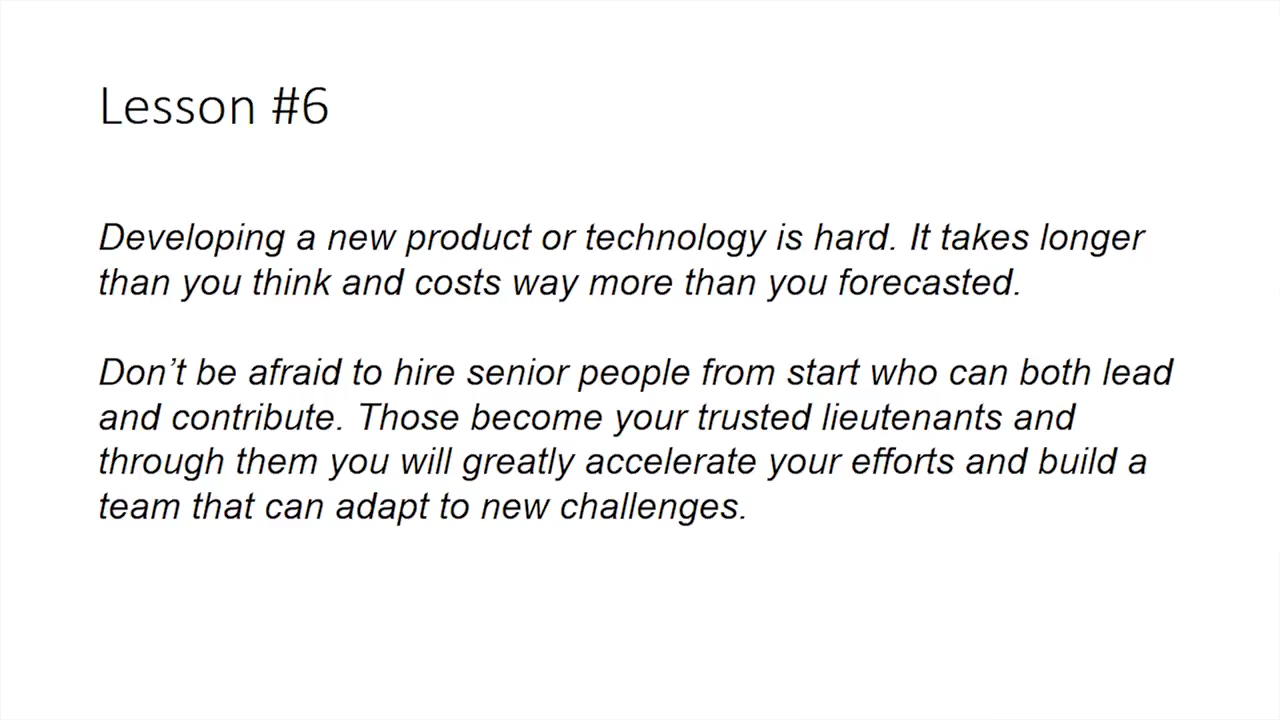 Lesson #6
Developing a new product or technology is hard. It takes longer
than you think and costs way more than you forecasted.
Don’t be afraid to hire senior people from start who can both lead
and contribute. Those become your trusted lieutenants and
through them you will greatly accelerate your efforts and build a
team that can adapt to new challenges.